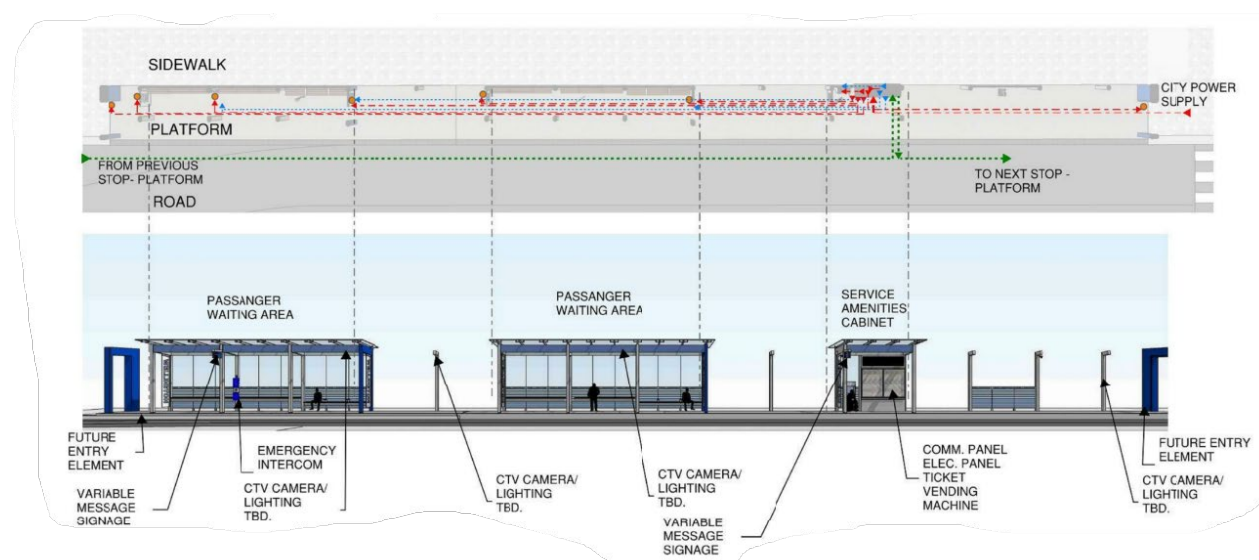 SIDEWALK
CITY POWER
SUPPLY
PLATFORM
FROM PREVIOUS
STOP- PLATFORM
TO NEXT STOP -
PLATFORM
ROAD
PASSANGER
WAITING AREA
PASSANGER
WAITING AREA
SERVICE
AMENITIES
CABINET
FUTURE
ENTRY
ELEMENT
VARIABLE
MESSAGE
SIGNAGE
EMERGENCY
INTERCOM
CTV CAMERA/
LIGHTING
TBD.
CTV CAMERA/
LIGHTING
TBD.
CTV CAMERA/
LIGHTING
TBD.
VARIABLE
MESSAGE
SIGNAGE
COMM. PANEL
ELEC. PANEL
TICKET
VENDING
MACHINE
FUTURE ENTRY
ELEMENT
CTV CAMERA/
LIGHTING
TBD.